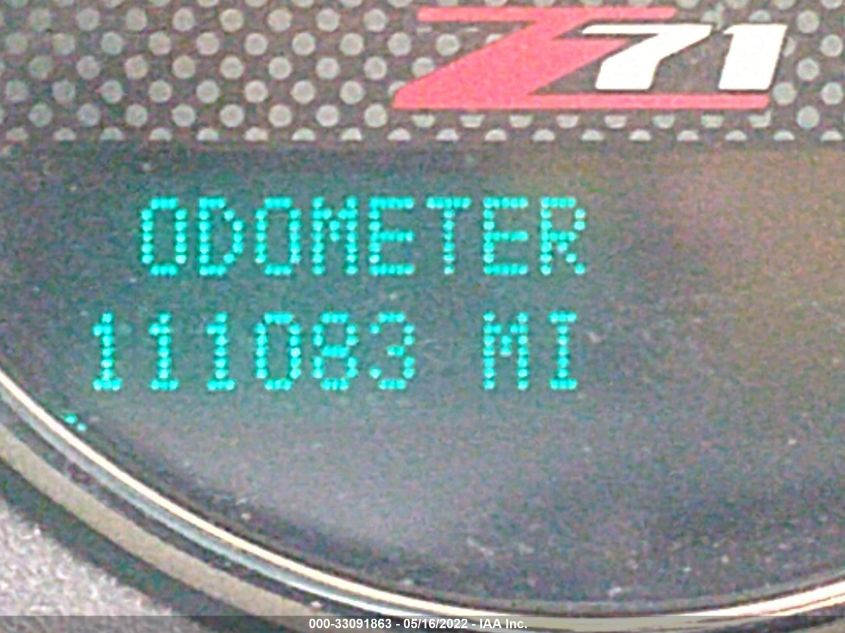 Z71
ODOMETER
111083 MI
000-33091863 - 05/16/2022 - IAA Inc.